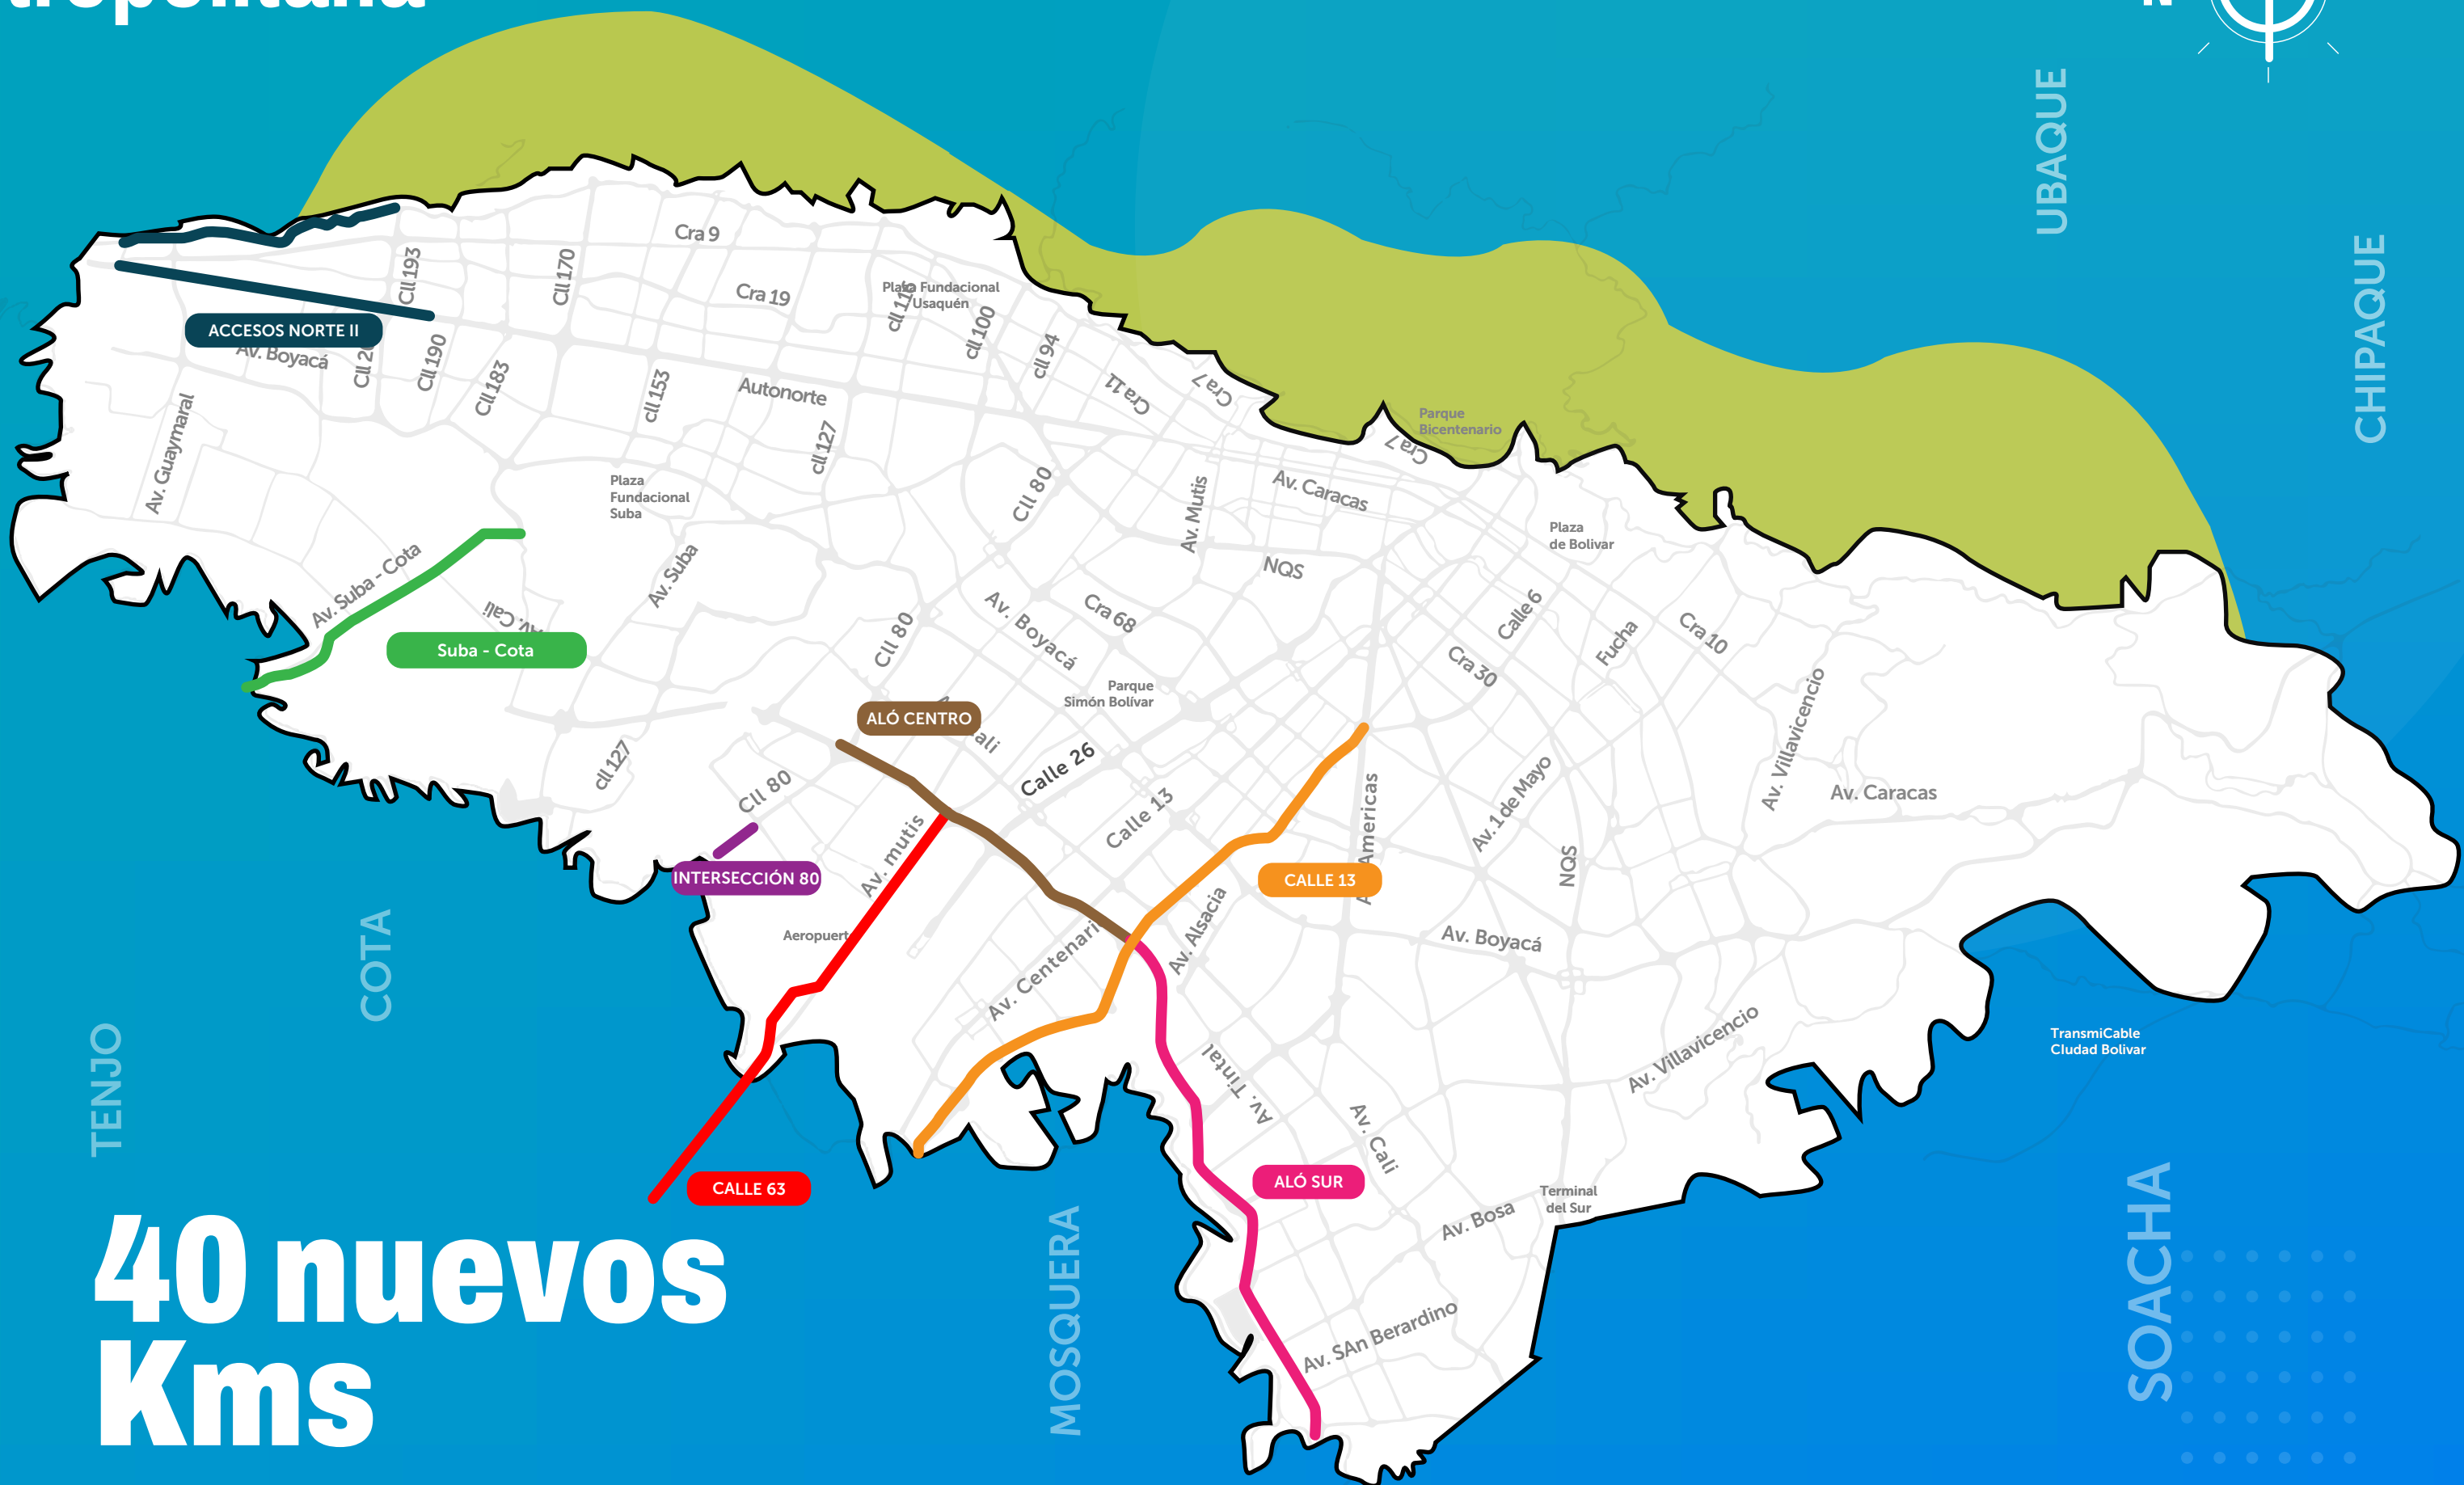 tropolitana
N
UBAQUE
CHIPAQUE
Cra 9
Cll 193
Cll 170
Cra 19
Plaza Fundacional
Usaquén
cll 116
cll 100
cll 94
ACCESOS NORTE II
Av. Boyacá
Cll 190
Cll 183
cll 153
Autonorte
cll 127
Cra 11
Cra 7
Parque
Bicentenario
Cra 7
Av. Guaymaral
Plaza
Fundacional
Suba
Cll 80
Av. Mutis
Av. Caracas
Plaza
de Bolivar
NQS
Av. Suba - Cota
Av. Suba
Av. Cali
Suba - Cota
Cll 80
Av. Boyacá
Cra 68
Calle 6
Fucha
Cra 10
Cra 30
Parque
Simón Bolívar
Av. Villavicencio
ALÓ CENTRO
Calle 26
cll 127
Cll 80
Calle 13
Av. 1 de Mayo
Av. Caracas
Americas
Av. mutis
INTERSECCIÓN 80
CALLE 13
NQS
Aeropuert
Av. Centenari
Av. Alsacia
Av. Boyacá
COTA
TENJO
Av. Tintal
Av. Villavicencio
TransmiCable
CIudad Bolivar
Av. Cali
CALLE 63
ALÓ SUR
Terminal
del Sur
Av. Bosa
MOSQUERA
SOACHA
Av. SAn Berardino
40 nuevos
Kms